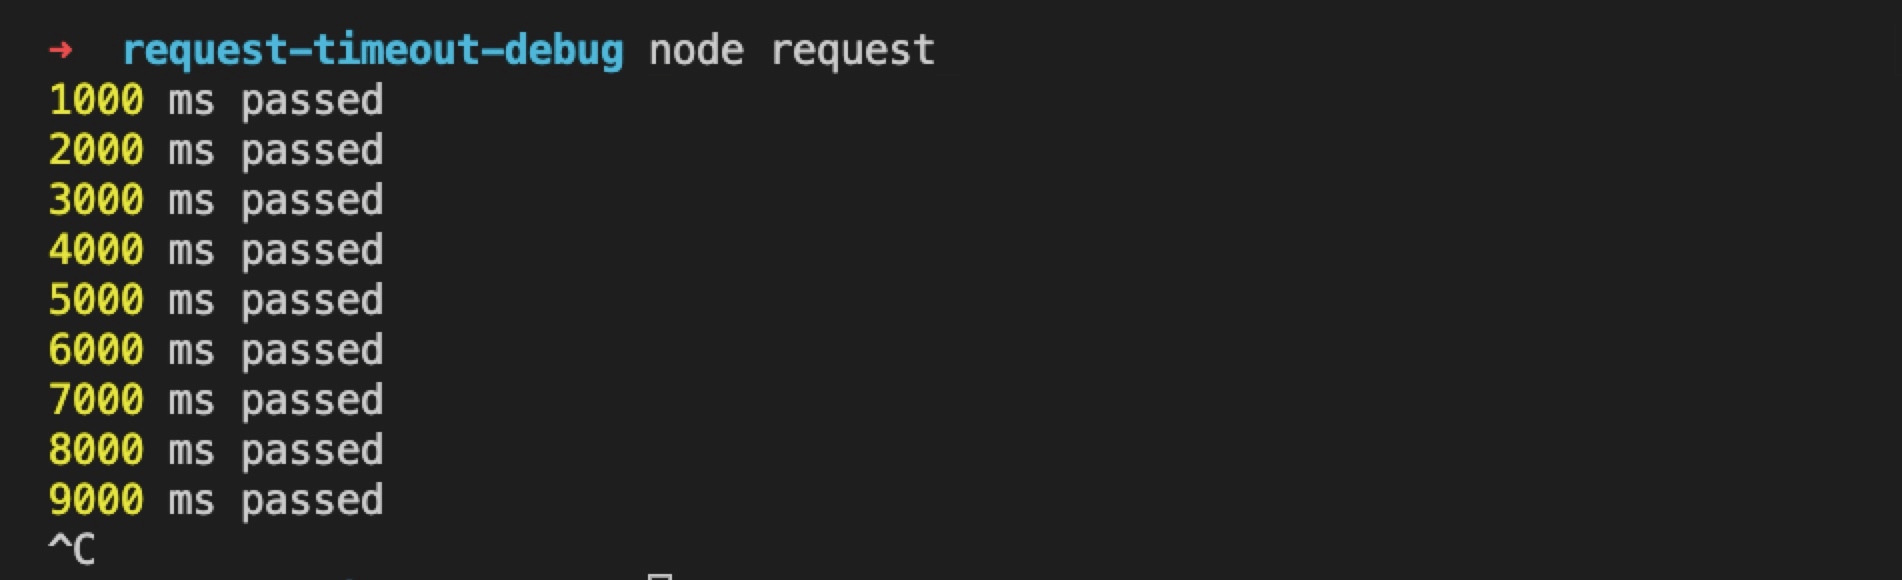 ➜  request-timeout-debug node request
1000 ms passed
2000 ms passed
3000 ms passed
4000 ms passed
5000 ms passed
6000 ms passed
7000 ms passed
8000 ms passed
9000 ms passed
^C